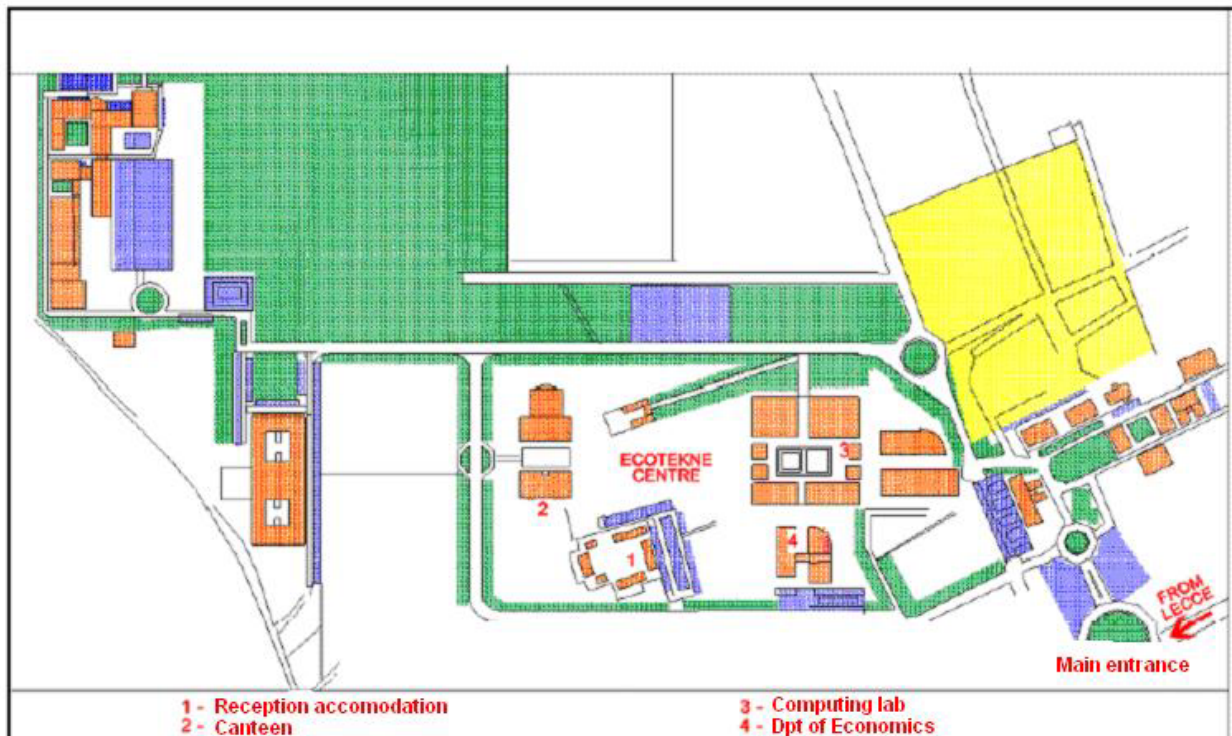 3
ECOTEKNE
CENTRE
2
4
1
FROM
LECCE
Main entrance
1 - Reception accomodation
2 - Canteen
3 - Computing lab
4 - Dpt of Economics